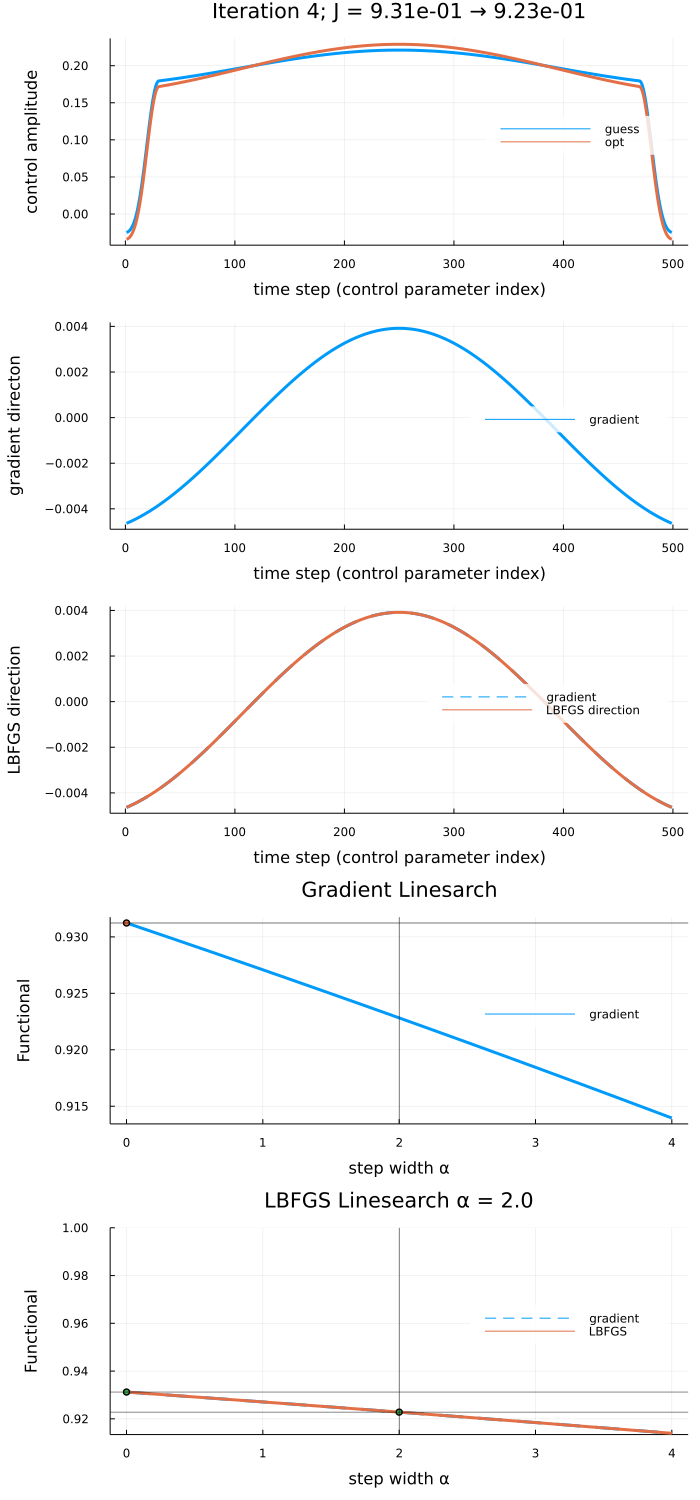 Iteration 4; J = 9.31e-01 → 9.23e-01
control amplitude
0.20
0.15
0.10
0.05
0.00
guess
opt
0 100 200 300 400 500
time step (control parameter index)
gradient directon
0.004
0.002
0.000
−0.002
−0.004
gradient
0 100 200 300 400 500
time step (control parameter index)
LBFGS direction
0.004
0.002
0.000
−0.002
−0.004
gradient
LBFGS direction
0 100 200 300 400 500
time step (control parameter index)
Gradient Linesarch
Functional
0.930
0.925
0.920
0.915
gradient
0 1 2 3 4
step width α
LBFGS Linesearch α = 2.0
Functional
1.00
0.98
0.96
0.94
0.92
gradient
LBFGS
0 1 2 3 4
step width α